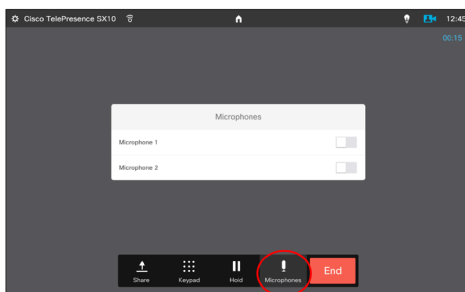 Cisco TelePresence SX10 12:45
00:15
Microphones
Microphone 1
Microphone 2
Share Keypad Hold Microphones End